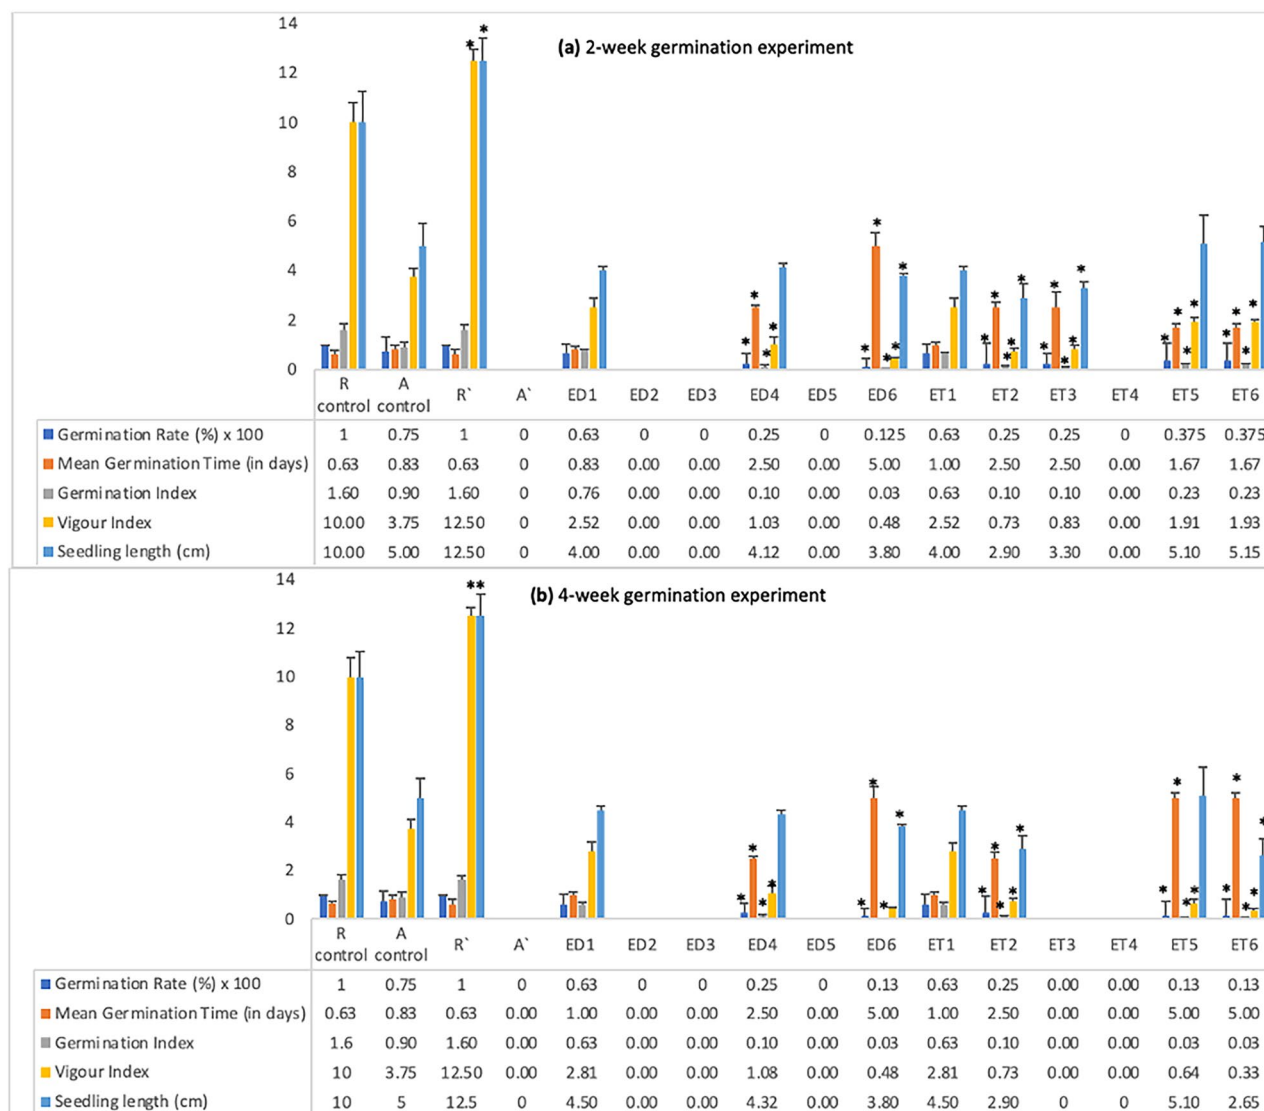 (a) 2-week germination experiment
14
12
10
8
6
4
2
0
R control A control R` A` ED1 ED2 ED3 ED4 ED5 ED6 ET1 ET2 ET3 ET4 ET5 ET6
Germination Rate (%) x 100 1 0.75 1 0 0.63 0 0 0.25 0 0.125 0.63 0.25 0.25 0 0.375 0.375
Mean Germination Time (in days) 0.63 0.83 0.63 0 0.83 0.00 0.00 2.50 0.00 5.00 1.00 2.50 2.50 0.00 1.67 1.67
Germination Index 1.60 0.90 1.60 0 0.76 0.00 0.00 0.10 0.00 0.03 0.63 0.10 0.10 0.00 0.23 0.23
Vigour Index 10.00 3.75 12.50 0 2.52 0.00 0.00 1.03 0.00 0.48 2.52 0.73 0.83 0.00 1.91 1.93
Seedling length (cm) 10.00 5.00 12.50 0 4.00 0.00 0.00 4.12 0.00 3.80 4.00 2.90 3.30 0.00 5.10 5.15
(b) 4-week germination experiment
14
12
10
8
6
4
2
0
R control A control R` A` ED1 ED2 ED3 ED4 ED5 ED6 ET1 ET2 ET3 ET4 ET5 ET6
Germination Rate (%) x 100 1 0.75 1 0 0.63 0 0 0.25 0 0.13 0.63 0.25 0.00 0.00 0.13 0.13
Mean Germination Time (in days) 0.63 0.83 0.63 0.00 1.00 0.00 0.00 2.50 0.00 5.00 1.00 2.50 0.00 0.00 5.00 5.00
Germination Index 1.6 0.90 1.60 0.00 0.63 0.00 0.00 0.10 0.00 0.03 0.63 0.10 0.00 0.00 0.03 0.03
Vigour Index 10 3.75 12.50 0.00 2.81 0.00 0.00 1.08 0.00 0.48 2.81 0.73 0.00 0.00 0.64 0.33
Seedling length (cm) 10 5 12.5 0 4.50 0.00 0.00 4.32 0.00 3.80 4.50 2.90 0 0 5.10 2.65